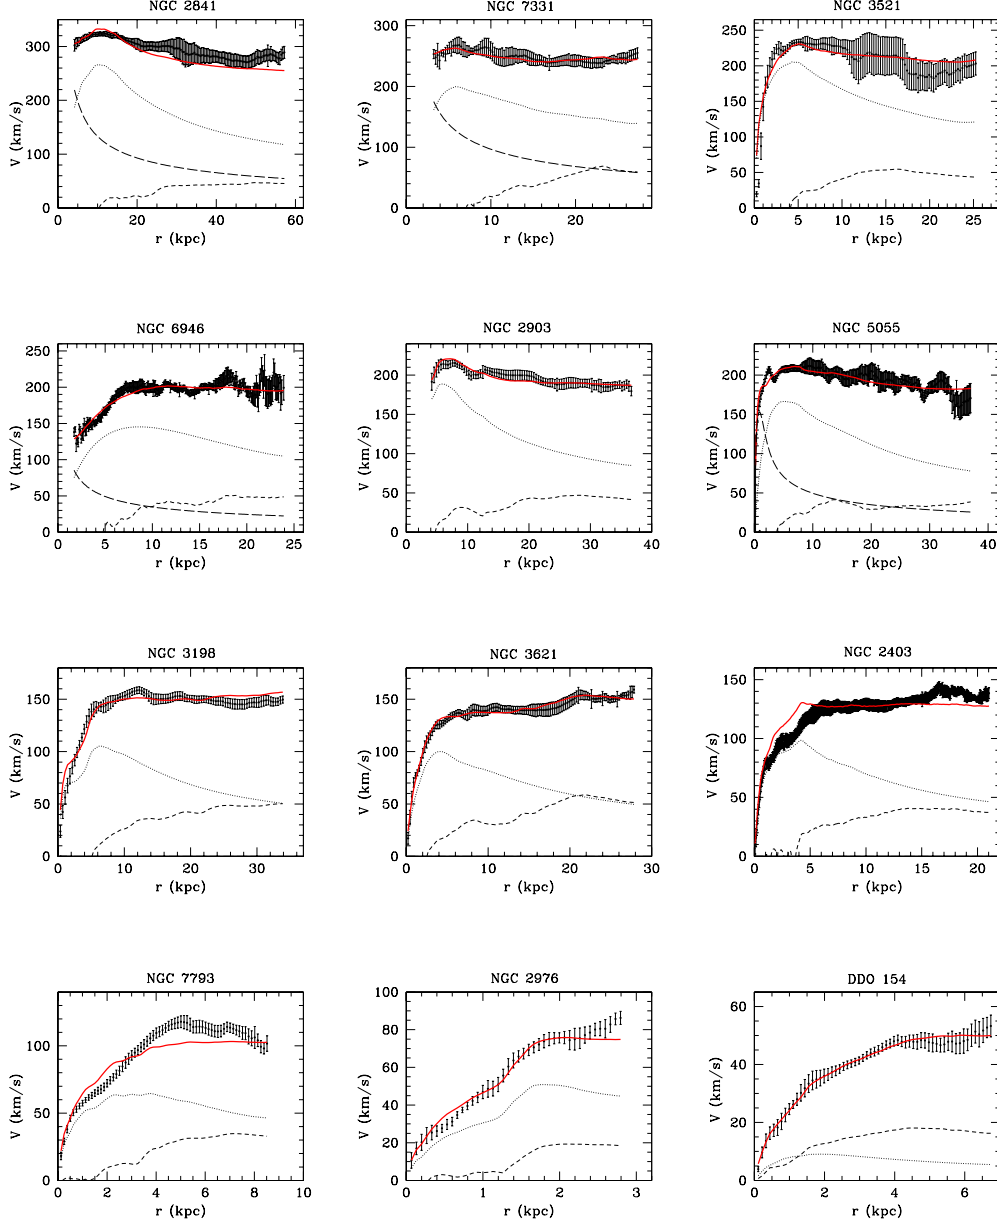 NGC 2841 NGC 7331 NGC 3521
300 300 250
200 200 200
100 100 150
0 0 100
50
0
V (km/s) V (km/s) V (km/s)
0 20 40 60 0 10 20 0 5 10 15 20 25
r (kpc) r (kpc) r (kpc)
NGC 6946 NGC 2903 NGC 5055
250 200 200
200 150 150
150 100 100
100 50 50
50 0 0
0
V (km/s) V (km/s) V (km/s)
0 5 10 15 20 25 0 10 20 30 40 0 10 20 30 40
r (kpc) r (kpc) r (kpc)
NGC 3198 NGC 3621 NGC 2403
150 150 150
100 100 100
50 50 50
0 0 0
V (km/s) V (km/s) V (km/s)
0 10 20 30 0 10 20 30 0 5 10 15 20
r (kpc) r (kpc) r (kpc)
NGC 7793 NGC 2976 DDO 154
100 100 60
50 80 40
0 60 20
40 0
20
0
V (km/s) V (km/s) V (km/s)
0 2 4 6 8 10 0 1 2 3 0 2 4 6
r (kpc) r (kpc) r (kpc)